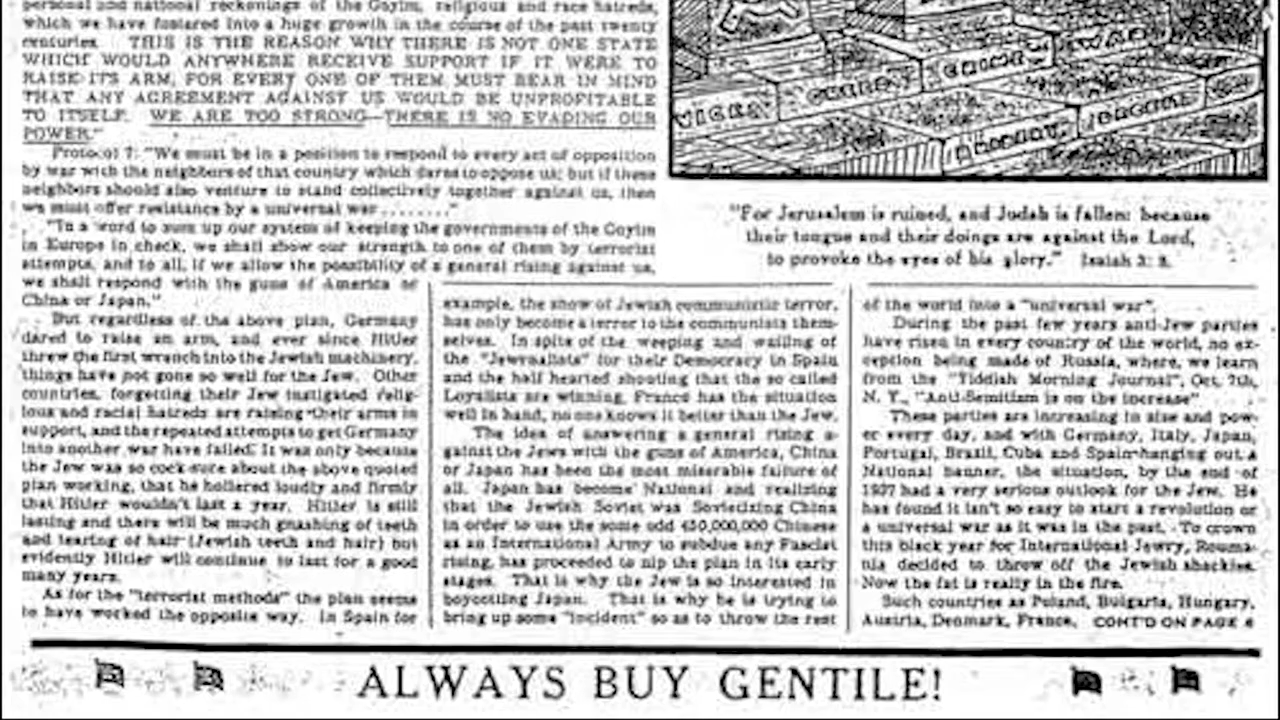 personal and national reckonings of the Goyim, religious and race hatreds,
which we have fostered into a huge growth in the course of the past twenty
centuries. THIS IS THE REASON WHY THERE IS NOT ONE STATE
WHICH WOULD ANYWHERE RECEIVE SUPPORT IF IT WERE TO
RAISE ITS ARM, FOR EVERY ONE OF THEM MUST BEAR IN MIND
THAT ANY AGREEMENT AGAINST US WOULD BE UNPROFITABLE
TO ITSELF. WE ARE TOO STRONG—THERE IS NO EVADING OUR
POWER."
Protocol 7: "We must be in a position to respond to every act of opposition
by war with the neighbors of that country which dares to oppose us; but if these
neighbors should also venture to stand collectively together against us, then
we must offer resistance by a universal war........"
"In a word to sum up our system of keeping the governments of the Goyim
in Europe in check, we shall show our strength to one of them by terrorist
attempts, and to all, if we allow the possibility of a general rising against us,
we shall respond with the guns of America or
China or Japan."
But regardless of the above plan, Germany
dared to raise an arm, and ever since Hitler
threw the first wrench into the Jewish machinery,
things have not gone so well for the Jew. Other
countries, forgetting their Jew instigated relig-
ious and racial hatreds are raising their arms in
support, and the repeated attempts to get Germany
into another war have failed. It was only because
the Jew was so cock-sure about the above quoted
plan working, that he hollered loudly and firmly
that Hitler wouldn't last a year. Hitler is still
lasting and there will be much gnashing of teeth
and tearing of hair (Jewish teeth and hair) but
evidently Hitler will continue to last for a good
many years.
As for the "terrorist methods" the plan seems
to have worked the opposite way. In Spain for
"For Jerusalem is ruined, and Judah is fallen: because
their tongue and their doings are against the Lord,
to provoke the eyes of his glory." Isaiah 3: 8.
example, the show of Jewish communistic terror,
has only become a terror to the communists them-
selves. In spite of the weeping and wailing of
the "Jewnalists" for their Democracy in Spain
and the half hearted shouting that the so called
Loyalists are winning, Franco has the situation
well in hand, no one knows it better than the Jew.
The idea of answering a general rising a-
gainst the Jews with the guns of America, China
or Japan has been the most miserable failure of
all. Japan has become National and realizing
that the Jewish Soviet was Sovietizing China
in order to use the some odd 450,000,000 Chinese
as an International Army to subdue any Fascist
rising, has proceeded to nip the plan in its early
stages. That is why the Jew is so interested in
boycotting Japan. That is why he is trying to
bring up some "incident" so as to throw the rest
of the world into a "universal war".
During the past few years anti-Jew parties
have risen in every country of the world, no ex-
ception being made of Russia, where, we learn
from the "Yiddish Morning Journal", Oct. 7th,
N. Y., "Anti-Semitism is on the increase"
These parties are increasing in size and pow-
er every day, and with Germany, Italy, Japan,
Portugal, Brazil, Cuba and Spain hanging out a
National banner, the situation, by the end of
1937 had a very serious outlook for the Jew. He
has found it isn't so easy to start a revolution or
a universal war as it was in the past. To crown
this black year for International Jewry, Rouma-
nia decided to throw off the Jewish shackles.
Now the fat is really in the fire.
Such countries as Poland, Bulgaria, Hungary,
Austria, Denmark, France, CONT'D ON PAGE
ALWAYS BUY GENTILE!